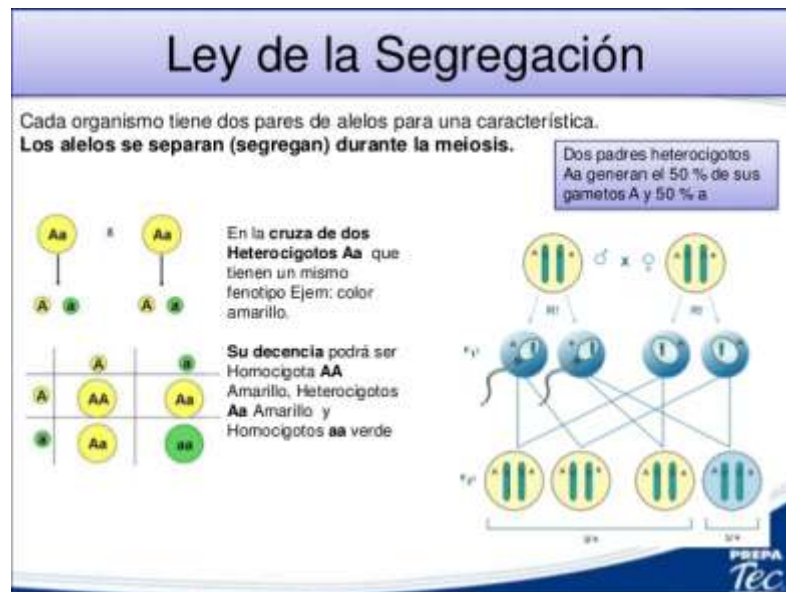 Ley de la Segregación
Cada organismo tiene dos pares de alelos para una característica.
Los alelos se separan (segregan) durante la meiosis.
Dos padres heterocigotos
Aa generan el 50 % de sus
gametos A y 50 % a
Aa
Aa
En la cruza de dos
Heterocigotos Aa que
tienen un mismo
fenotipo Ejem: color
amarillo.
A a A a
Su decencia podrá ser
Homocigota AA
Amarillo, Heterocigotos
Aa Amarillo y
Homocigotos aa verde
A a
A AA Aa
a Aa aa
♂ x ♀
PREPA
Tec